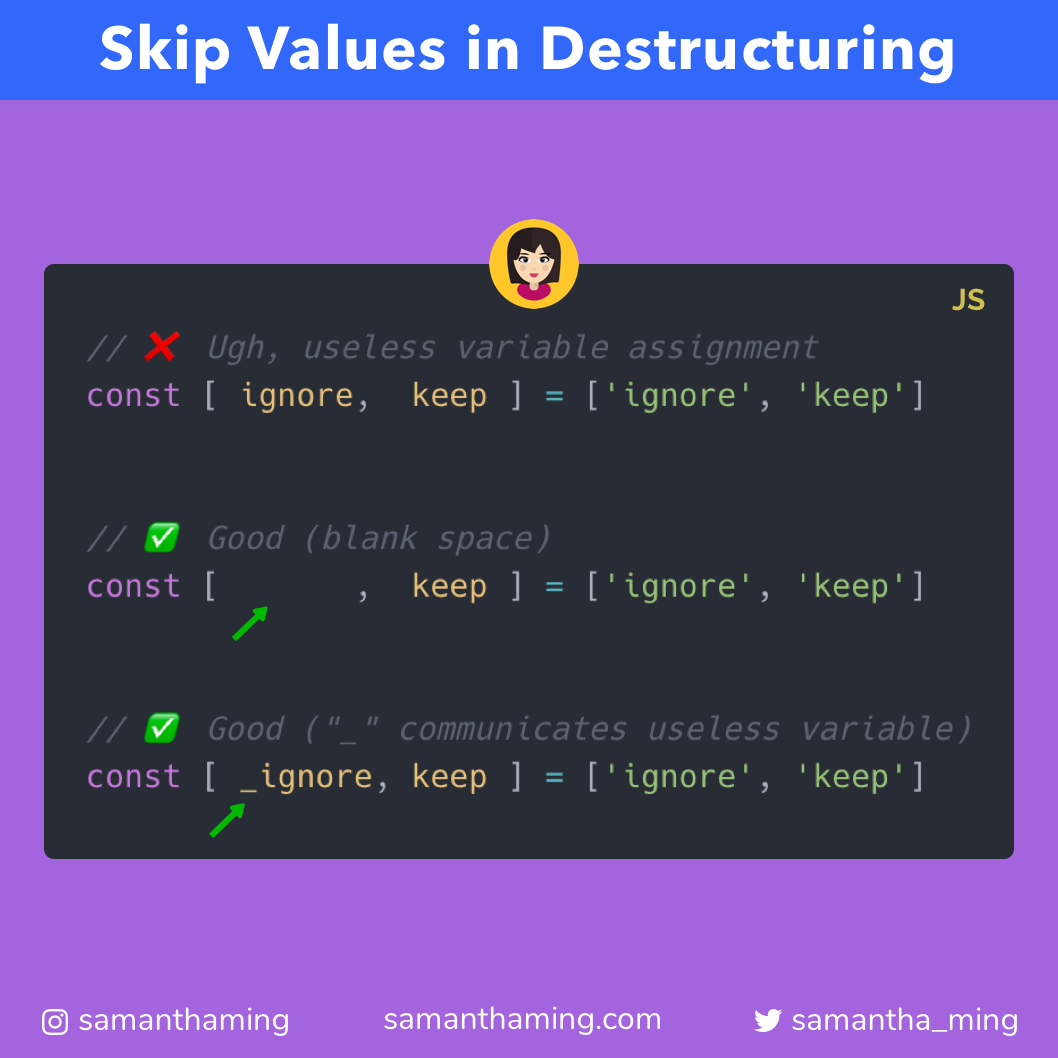 Skip Values in Destructuring
JS
// ❌ Ugh, useless variable assignment
const [ ignore,  keep ] = ['ignore', 'keep']
// ✅ Good (blank space)
const [       ,  keep ] = ['ignore', 'keep']
// ✅ Good ("_" communicates useless variable)
const [ _ignore, keep ] = ['ignore', 'keep']
samanthaming samanthaming.com samantha_ming